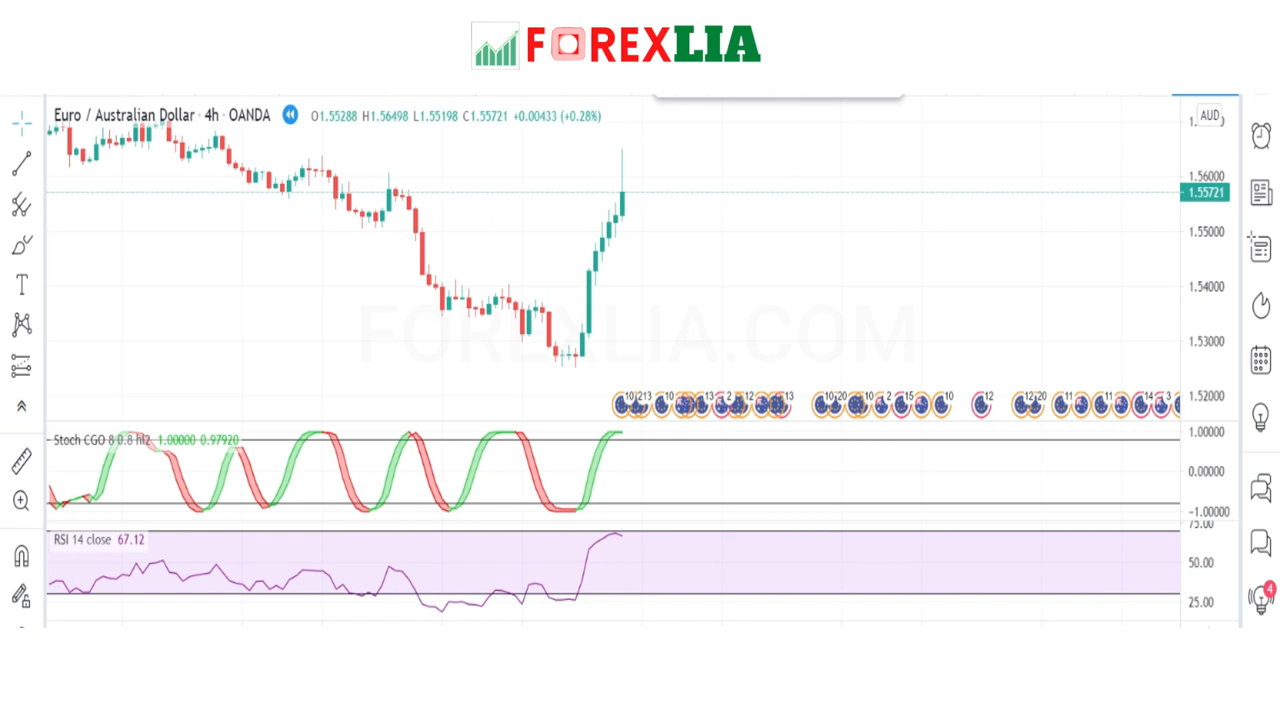 FOREXLIA
Euro / Australian Dollar · 4h · OANDA O1.55288 H1.56498 L1.55198 C1.55721 +0.00433 (+0.28%)
AUD
1.56000
1.55721
1.55000
1.54000
FOREXLIA.COM
1.53000
1.52000
Stoch CGO 8 0.8 hl2 1.00000 0.97920
1.00000
0.00000
-1.00000
75.00
RSI 14 close 67.12
50.00
25.00
4